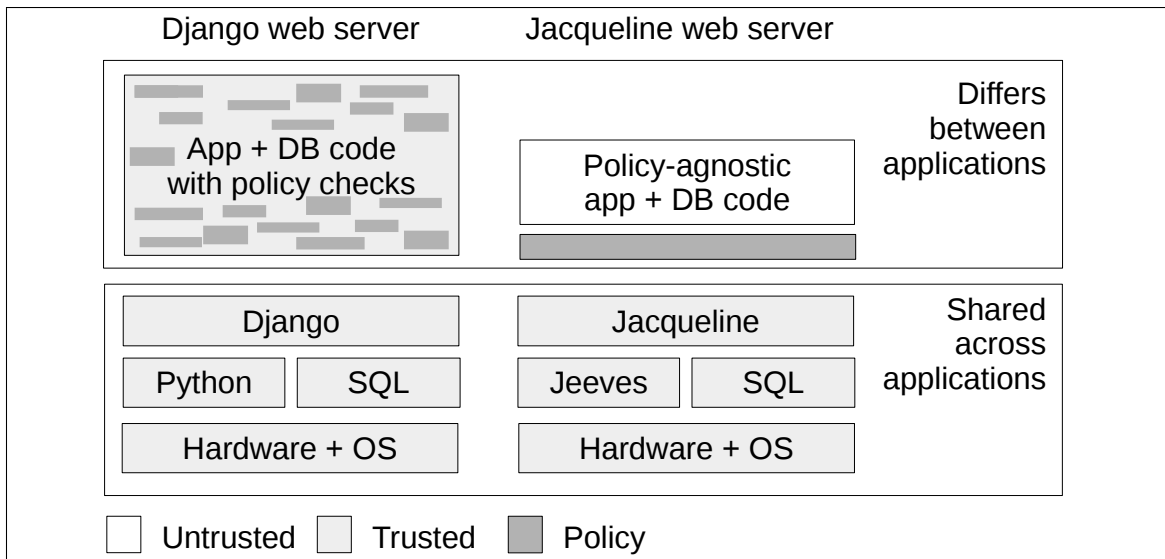 Django web server
Jacqueline web server
App + DB code
with policy checks
Policy-agnostic
app + DB code
Differs
between
applications
Django
Jacqueline
Shared
across
applications
Python
SQL
Jeeves
SQL
Hardware + OS
Hardware + OS
Untrusted
Trusted
Policy